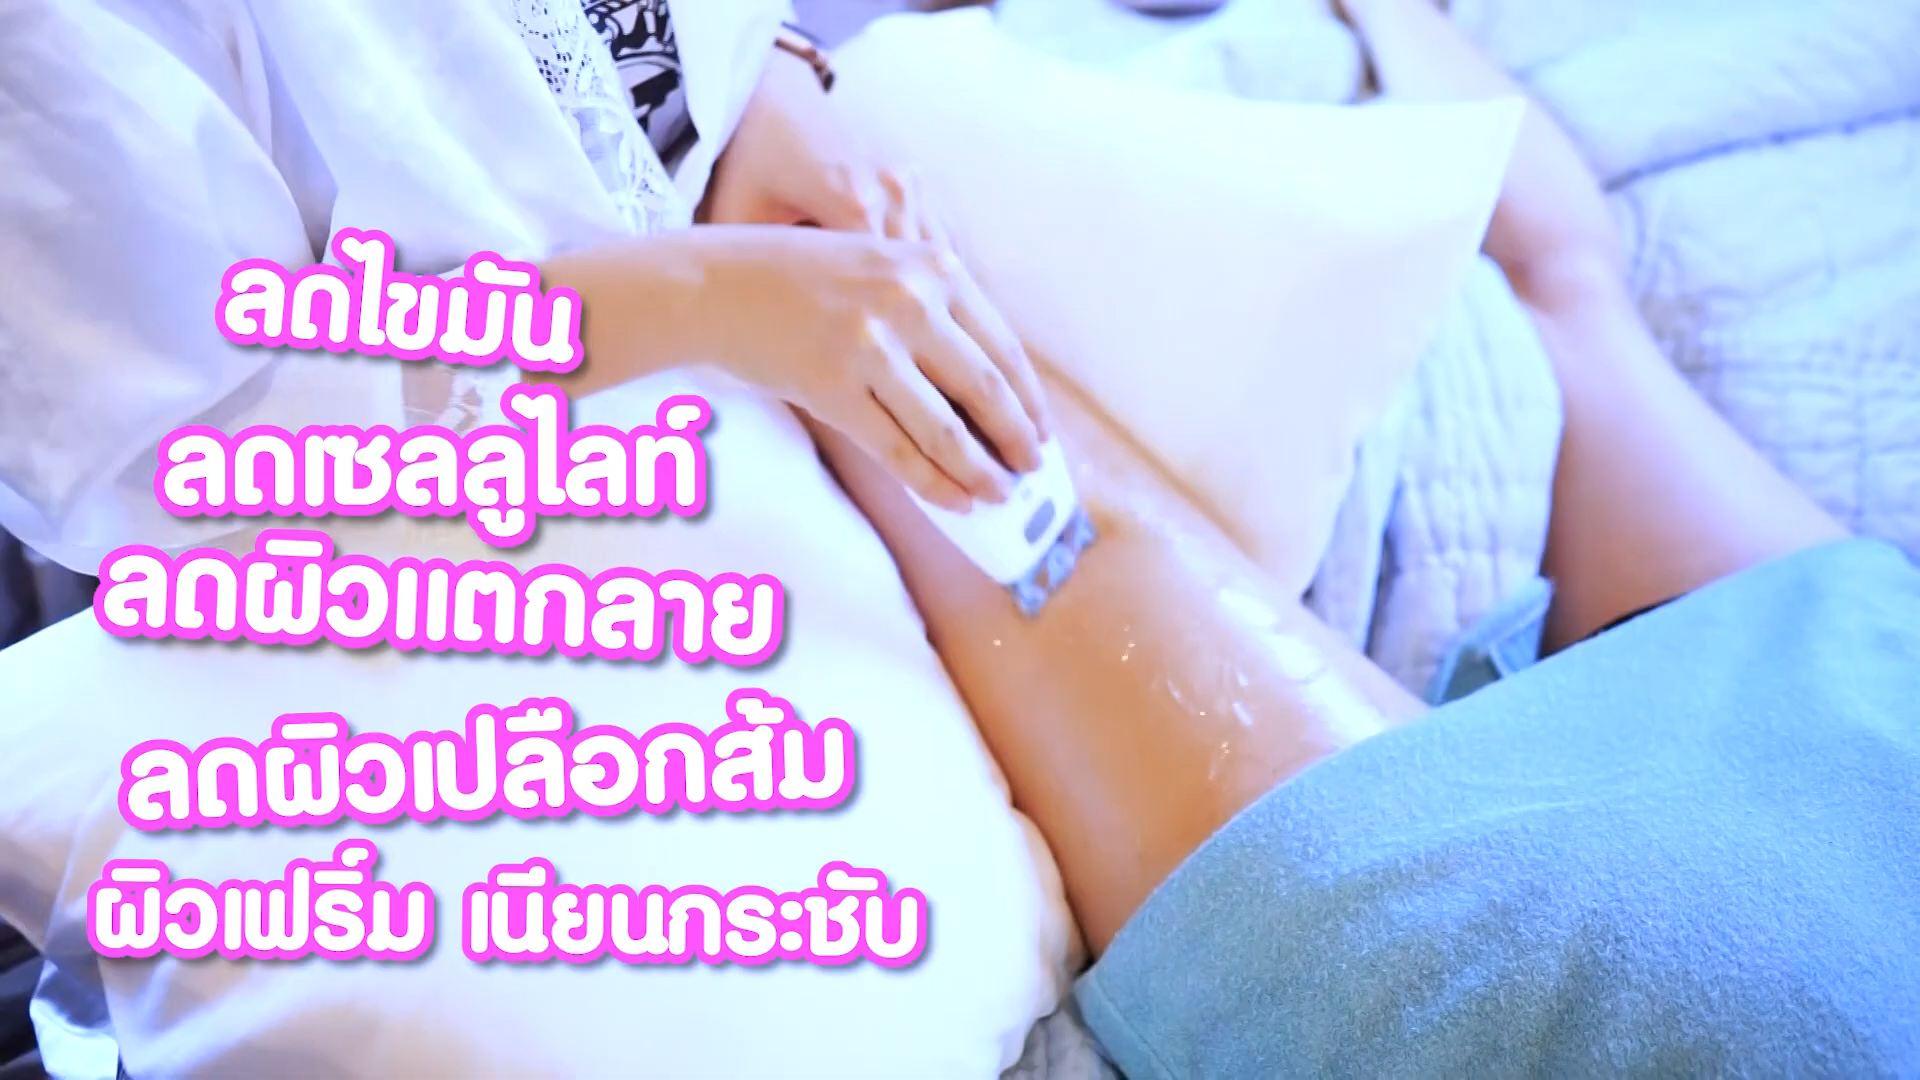 ลดไขมัน
ลดเซลลูไลท์
ลดผิวแตกลาย
ลดผิวเปลือกส้ม
ผิวเฟริ์ม เนียนกระชับ